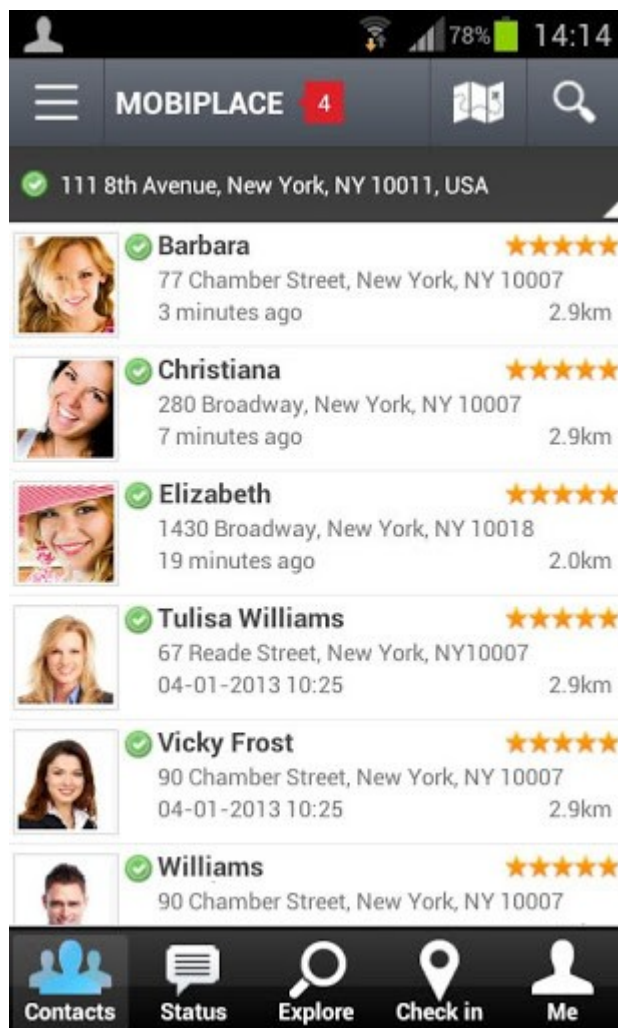 78% 14:14
MOBIPLACE 4
111 8th Avenue, New York, NY 10011, USA
Barbara
77 Chamber Street, New York, NY 10007
3 minutes ago 2.9km
Christiana
280 Broadway, New York, NY 10007
7 minutes ago 2.9km
Elizabeth
1430 Broadway, New York, NY 10018
19 minutes ago 2.0km
Tulisa Williams
67 Reade Street, New York, NY10007
04-01-2013 10:25 2.9km
Vicky Frost
90 Chamber Street, New York, NY 10007
04-01-2013 10:25 2.9km
Williams
90 Chamber Street, New York, NY 10007
Contacts Status Explore Check in Me